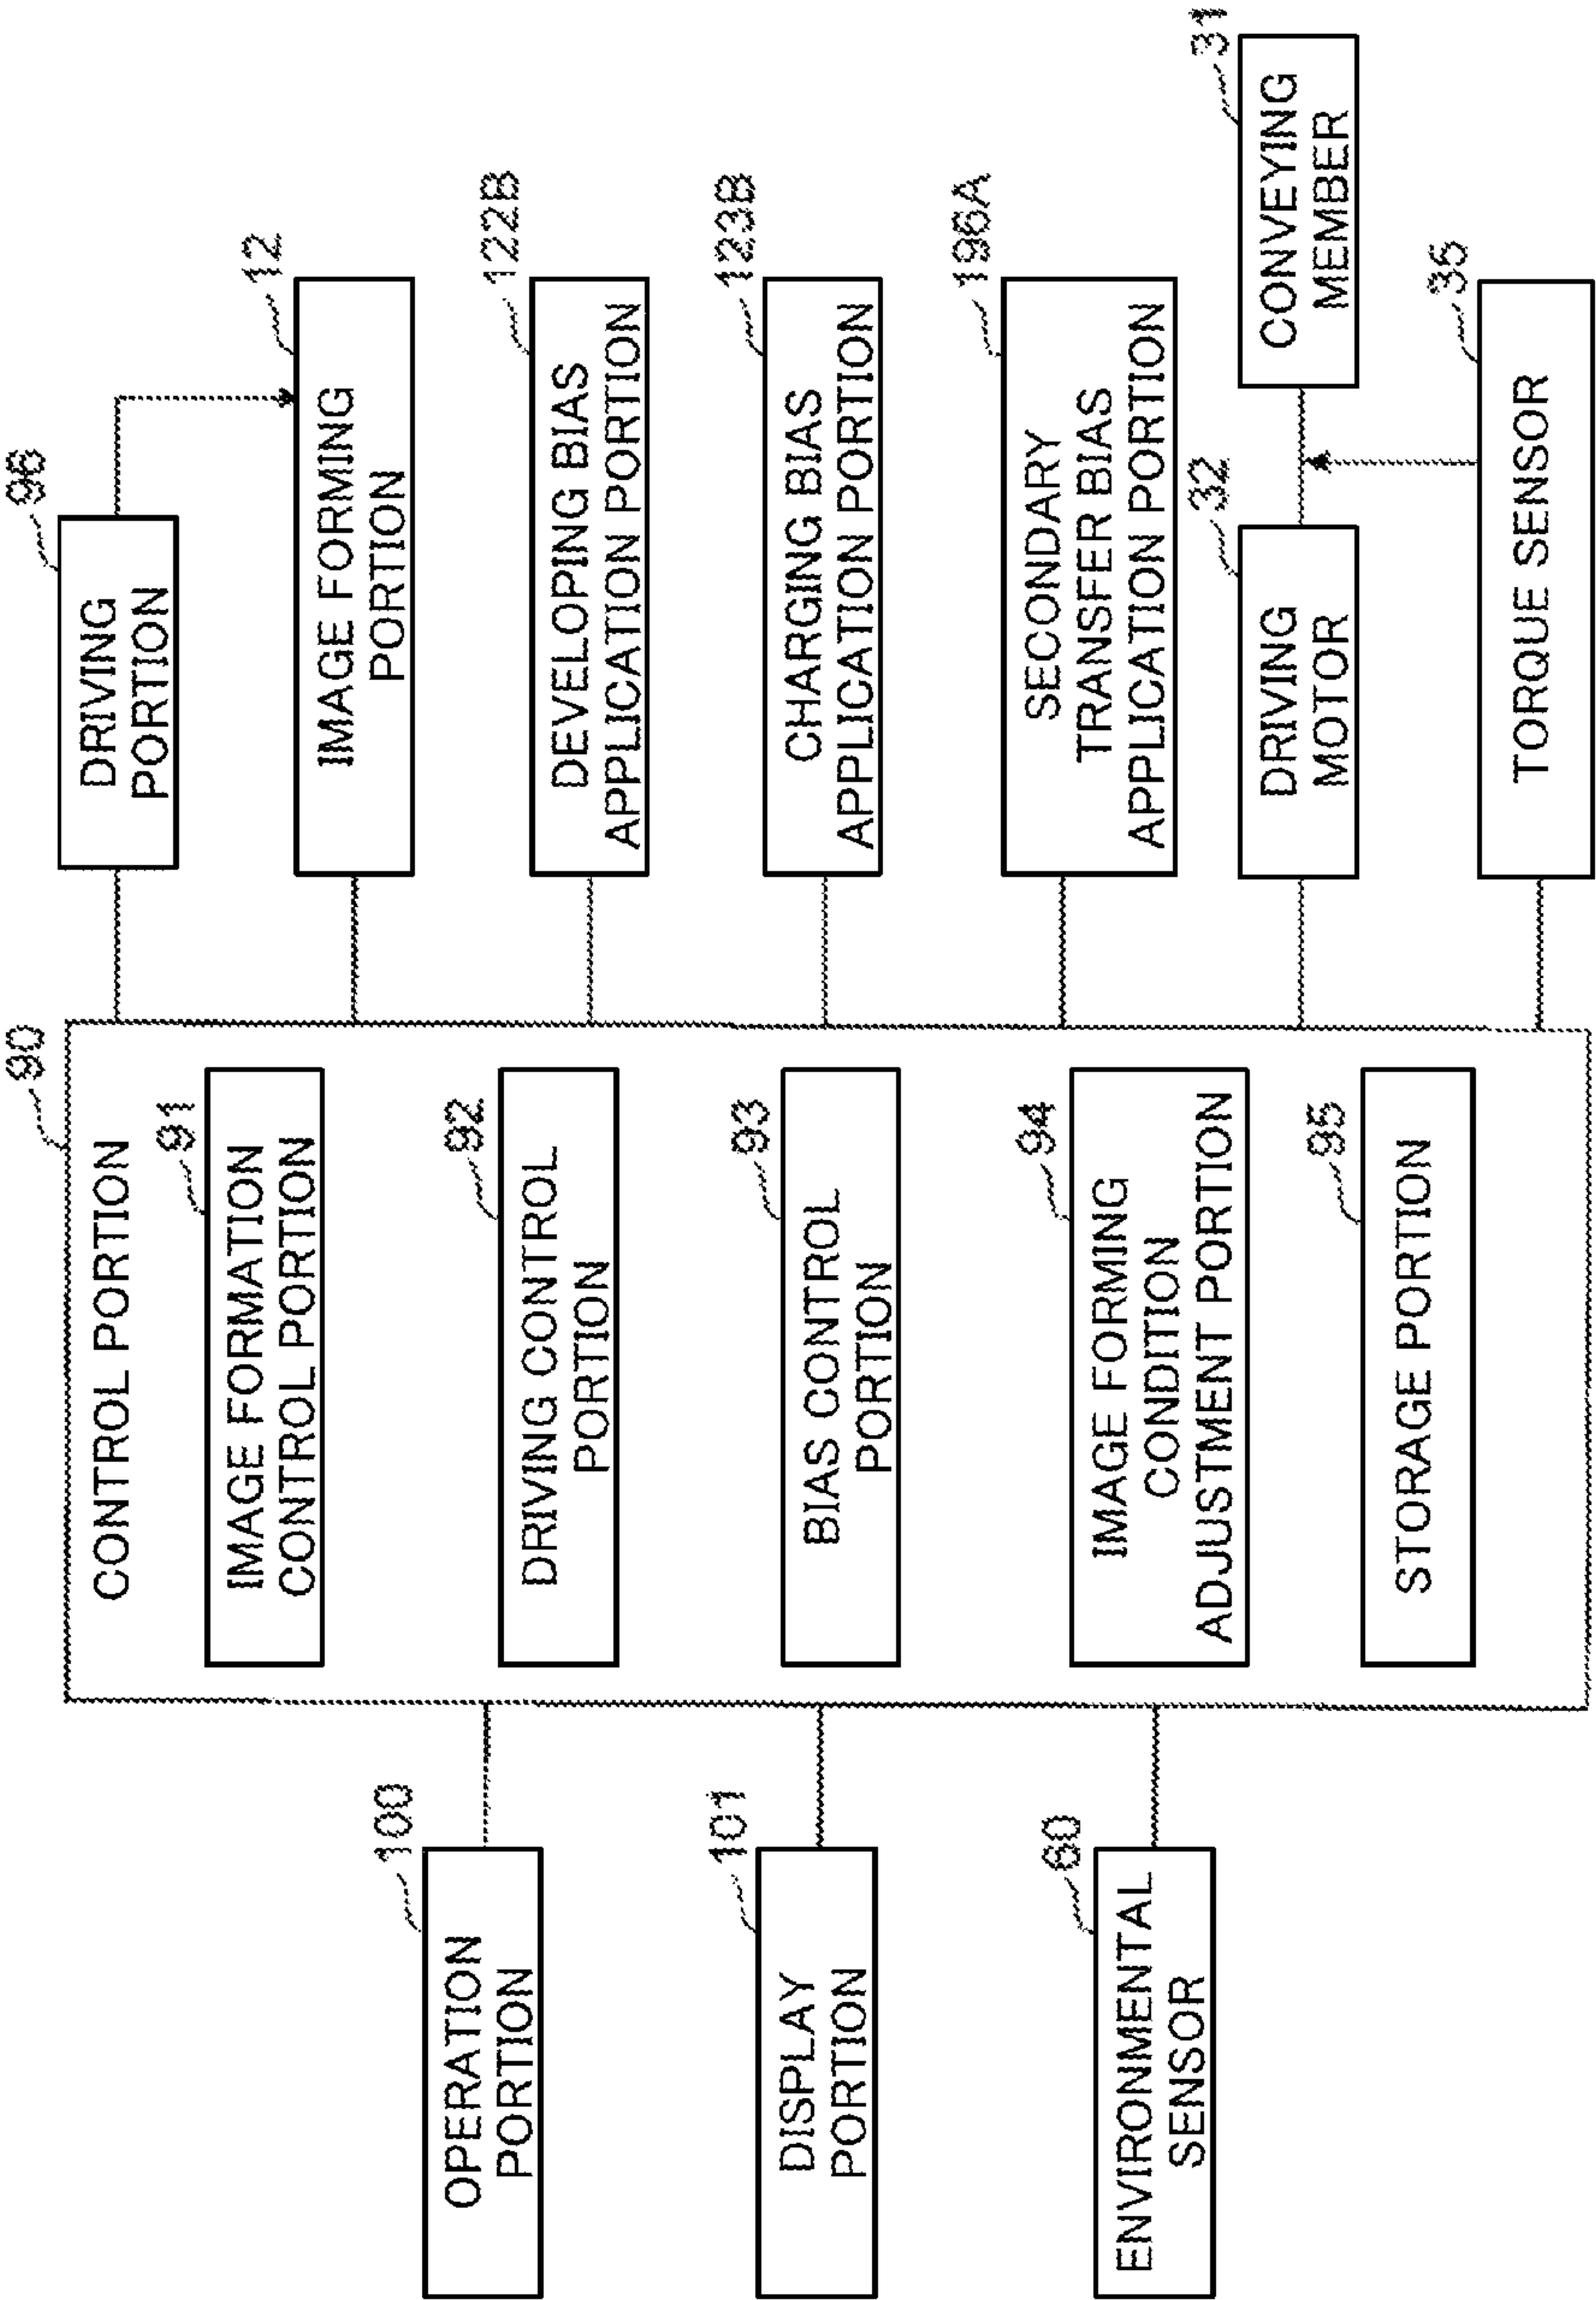 90
CONTROL PORTION
91
IMAGE FORMATION
CONTROL PORTION
92
DRIVING CONTROL
PORTION
93
BIAS CONTROL
PORTION
94
IMAGE FORMING
CONDITION
ADJUSTMENT PORTION
95
STORAGE PORTION
100
OPERATION
PORTION
101
DISPLAY
PORTION
60
ENVIRONMENTAL
SENSOR
96
DRIVING
PORTION
12
IMAGE FORMING
PORTION
122B
DEVELOPING BIAS
APPLICATION PORTION
123B
CHARGING BIAS
APPLICATION PORTION
196A
SECONDARY
TRANSFER BIAS
APPLICATION PORTION
32
DRIVING
MOTOR
31
CONVEYING
MEMBER
35
TORQUE SENSOR